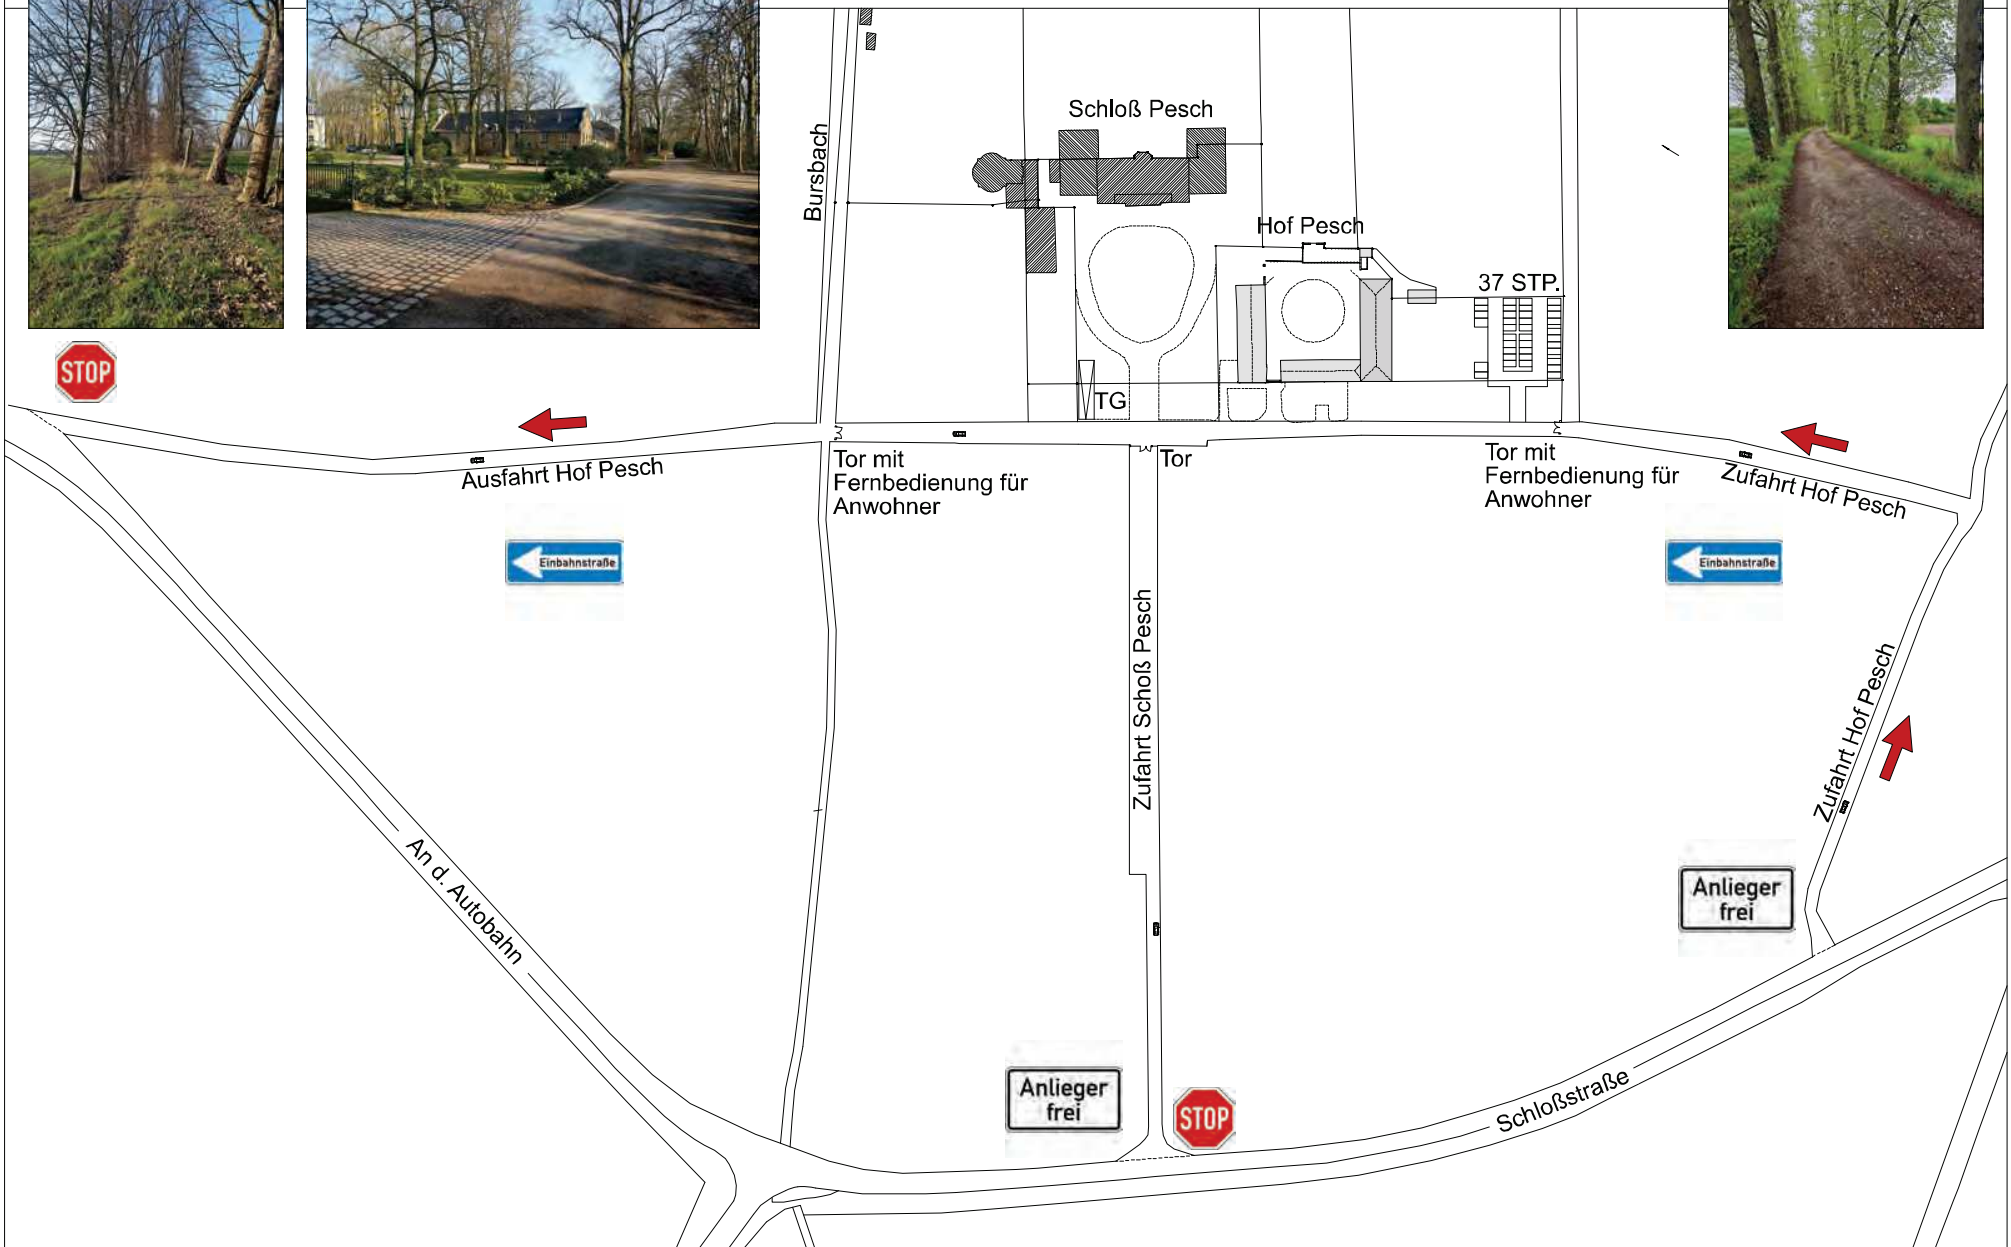 Schloß Pesch
Bursbach
Hof Pesch
37 STP.
STOP
TG
Ausfahrt Hof Pesch
Tor mit
Fernbedienung für
Anwohner
Tor
Tor mit
Fernbedienung für
Anwohner
Zufahrt Hof Pesch
Einbahnstraße
Einbahnstraße
Zufahrt Schoß Pesch
Zufahrt Hof Pesch
An d. Autobahn
Anlieger
frei
Anlieger
frei
STOP
Schloßstraße